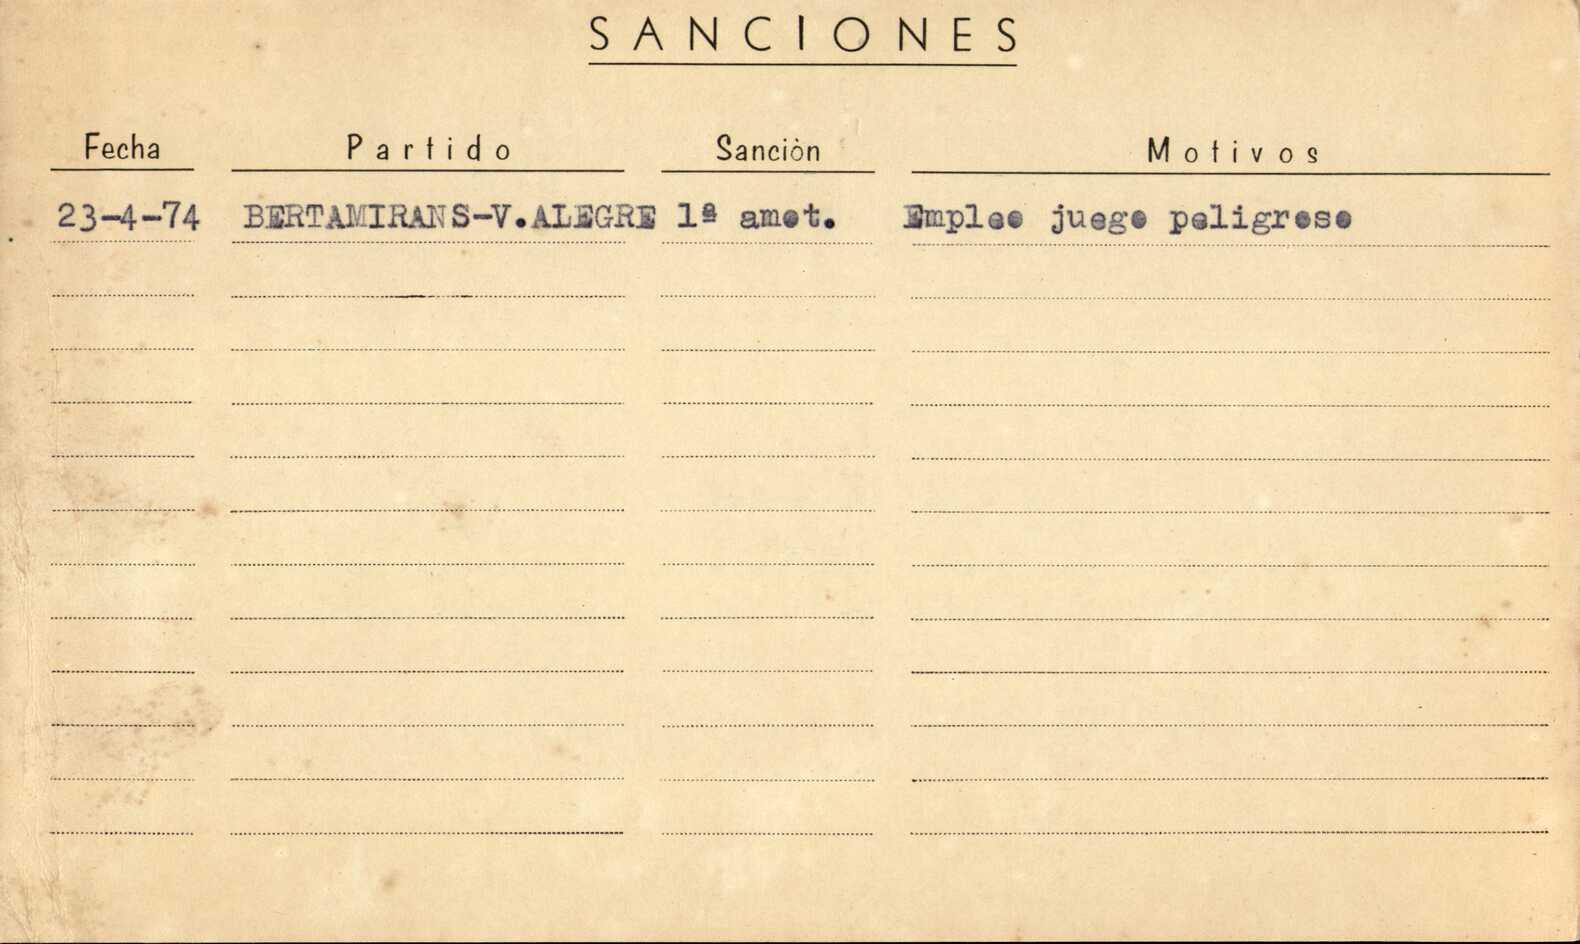 SANCIONES
Fecha Partido Sanción Motivos
23-4-74 BERTAMIRANS-V.ALEGRE 1ª amot. Empleo juego peligroso